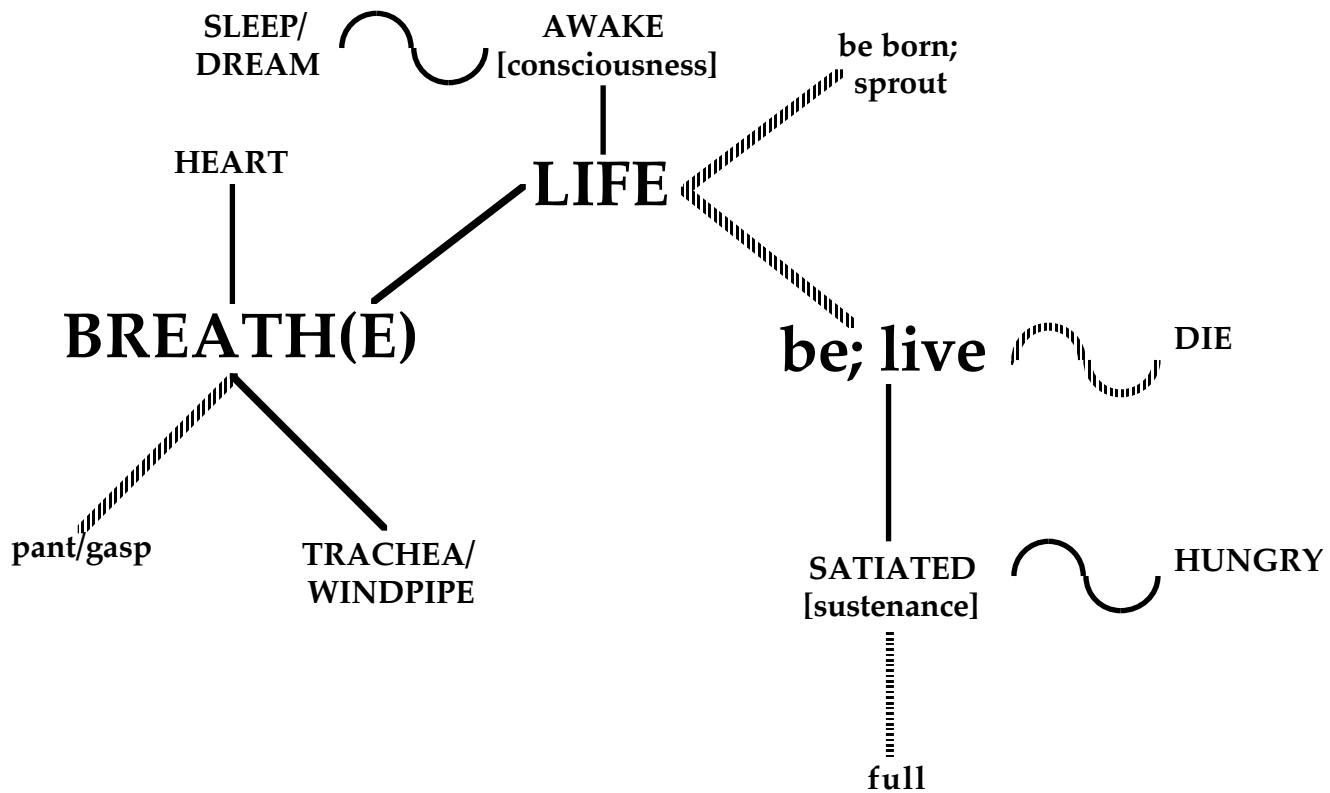 SLEEP/
DREAM
AWAKE
[consciousness]
be born;
sprout
HEART
LIFE
BREATH(E)
be; live
DIE
pant/gasp
TRACHEA/
WINDPIPE
SATIATED
[sustenance]
HUNGRY
full